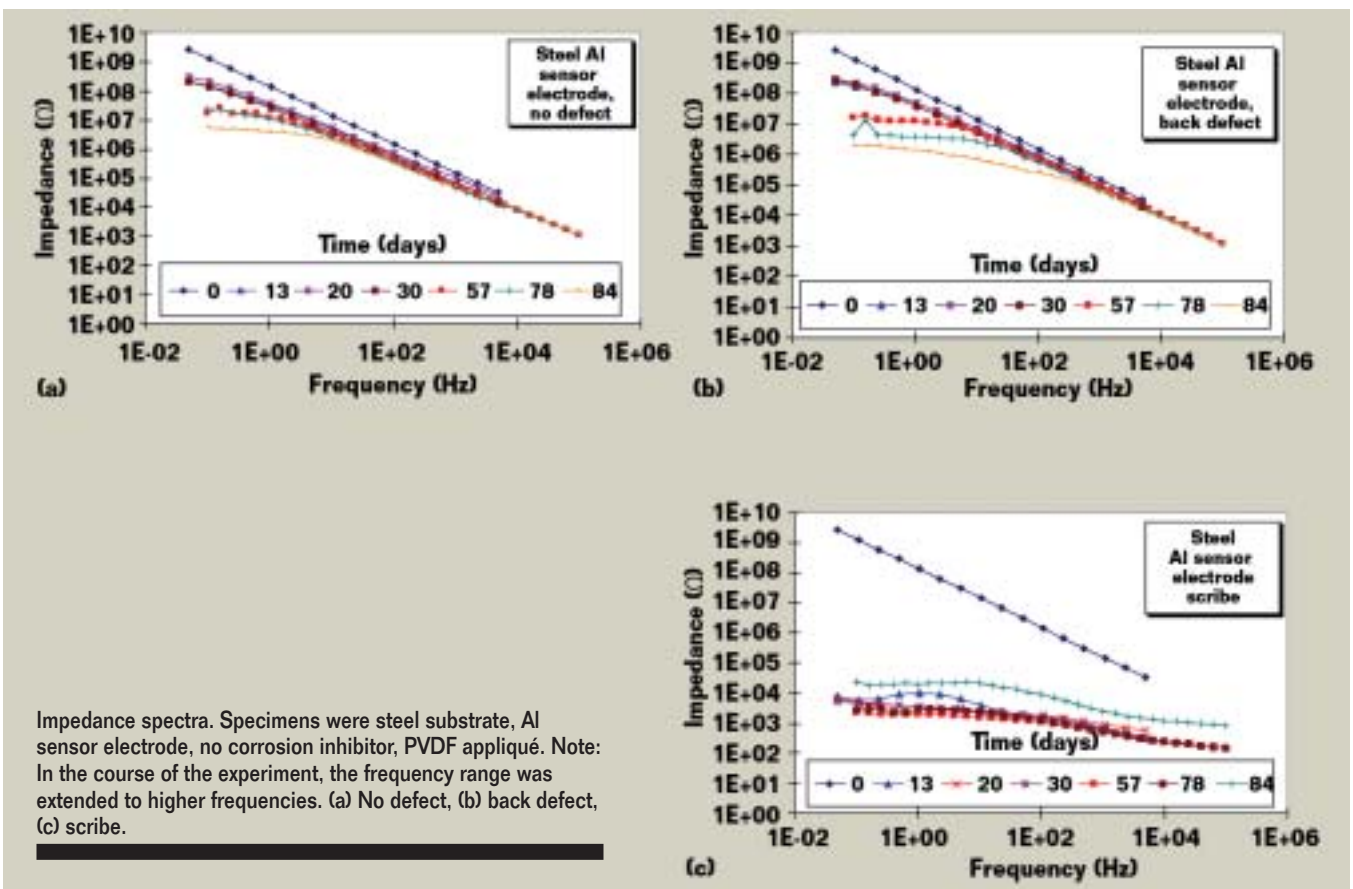 1E+10
1E+09
1E+08
1E+07
1E+06
1E+05
1E+04
1E+03
1E+02
1E+01
1E+00
Impedance (Ω)
Steel Al
sensor
electrode,
no defect
Time (days)
0 13 20 30 57 78 84
1E-02 1E+00 1E+02 1E+04 1E+06
Frequency (Hz)
(a)
1E+10
1E+09
1E+08
1E+07
1E+06
1E+05
1E+04
1E+03
1E+02
1E+01
1E+00
Impedance (Ω)
Steel Al
sensor
electrode,
back defect
Time (days)
0 13 20 30 57 78 84
1E-02 1E+00 1E+02 1E+04 1E+06
Frequency (Hz)
(b)
1E+10
1E+09
1E+08
1E+07
1E+06
1E+05
1E+04
1E+03
1E+02
1E+01
1E+00
Impedance (Ω)
Steel
Al sensor
electrode
scribe
Time (days)
0 13 20 30 57 78 84
1E-02 1E+00 1E+02 1E+04 1E+06
Frequency (Hz)
(c)
Impedance spectra. Specimens were steel substrate, Al
sensor electrode, no corrosion inhibitor, PVDF appliqué. Note:
In the course of the experiment, the frequency range was
extended to higher frequencies. (a) No defect, (b) back defect,
(c) scribe.